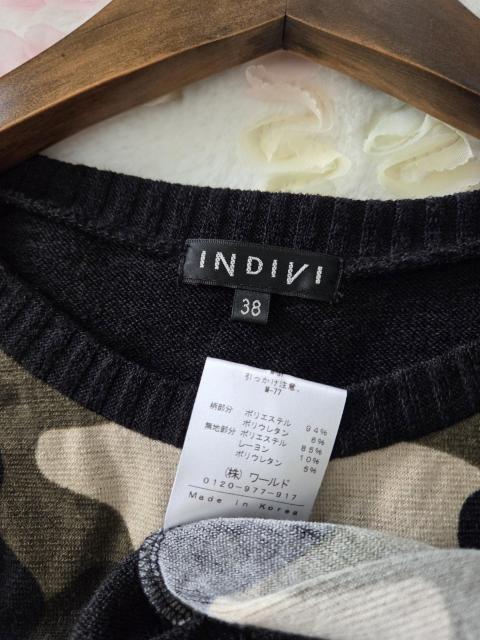 INDIVI
38
引っかけ注意。
M-77
柄部分 ポリエステル 94%
ポリウレタン 6%
無地部分 ポリエステル 85%
レーヨン 10%
ポリウレタン 5%
(株) ワールド
0120-977-917
Made in Korea